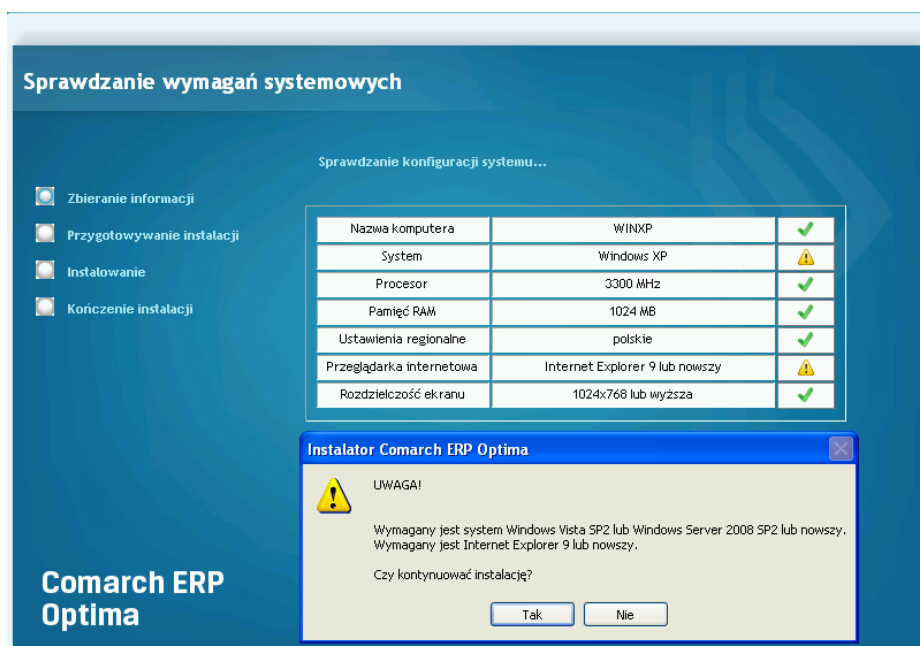 Sprawdzanie wymagań systemowych
Sprawdzanie konfiguracji systemu...
Zbieranie informacji
Przygotowywanie instalacji
Instalowanie
Kończenie instalacji
Nazwa komputera WINXP
System Windows XP
Procesor 3300 MHz
Pamięć RAM 1024 MB
Ustawienia regionalne polskie
Przeglądarka internetowa Internet Explorer 9 lub nowszy
Rozdzielczość ekranu 1024x768 lub wyższa
Instalator Comarch ERP Optima
UWAGA!
Wymagany jest system Windows Vista SP2 lub Windows Server 2008 SP2 lub nowszy.
Wymagany jest Internet Explorer 9 lub nowszy.
Czy kontynuować instalację?
Tak Nie
Comarch ERP
Optima